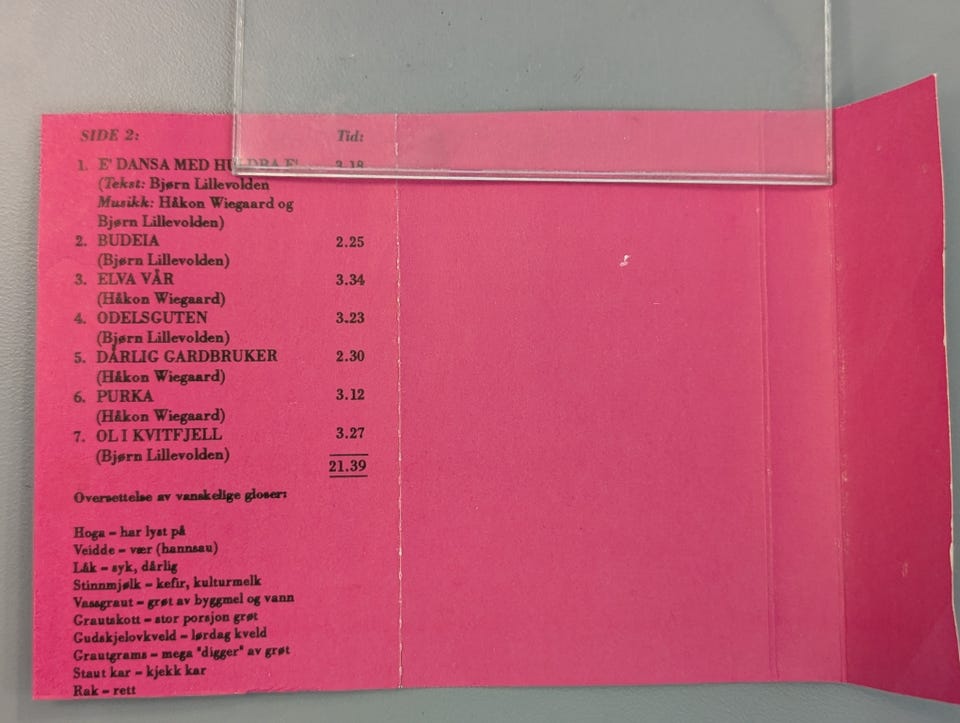 SIDE 2: Tid:
1. E' DANSA MED HULDRA E' 3.18
(Tekst: Bjørn Lillevolden
Musikk: Håkon Wiegaard og
Bjørn Lillevolden)
2. BUDEIA 2.25
(Bjørn Lillevolden)
3. ELVA VÅR 3.34
(Håkon Wiegaard)
4. ODELSGUTEN 3.23
(Bjørn Lillevolden)
5. DÅRLIG GARDBRUKER 2.30
(Håkon Wiegaard)
6. PURKA 3.12
(Håkon Wiegaard)
7. OL I KVITFJELL 3.27
(Bjørn Lillevolden)
21.39
Oversettelse av vanskelige gloser:
Hoga - har lyst på
Veidde - vær (hannsau)
Låk - syk, dårlig
Stinnmjølk - kefir, kulturmelk
Vassgraut - grøt av byggmel og vann
Grautskott - stor porsjon grøt
Gudskjelovkveld - lørdag kveld
Grautgrams - mega "digger" av grøt
Staut kar - kjekk kar
Rak - rett